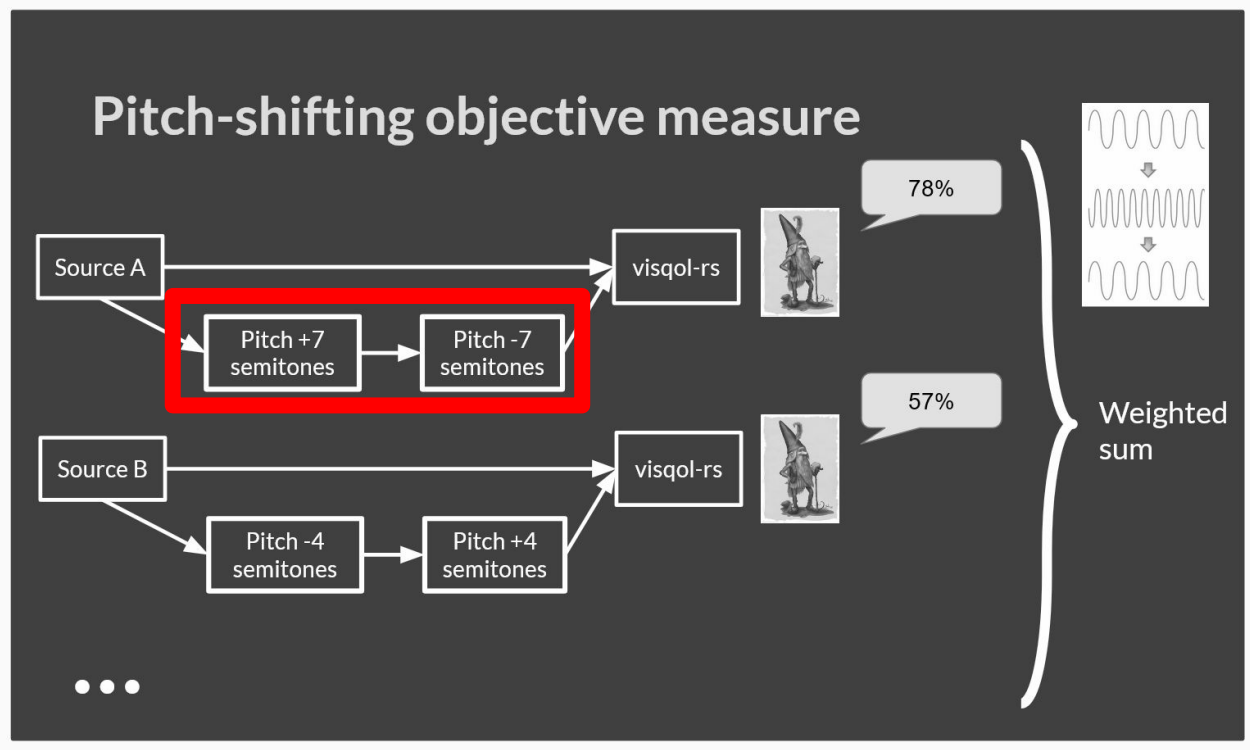 Pitch-shifting objective measure
78%
Source A
visqol-rs
Pitch +7
semitones
Pitch -7
semitones
57%
Weighted
sum
Source B
visqol-rs
Pitch -4
semitones
Pitch +4
semitones
...